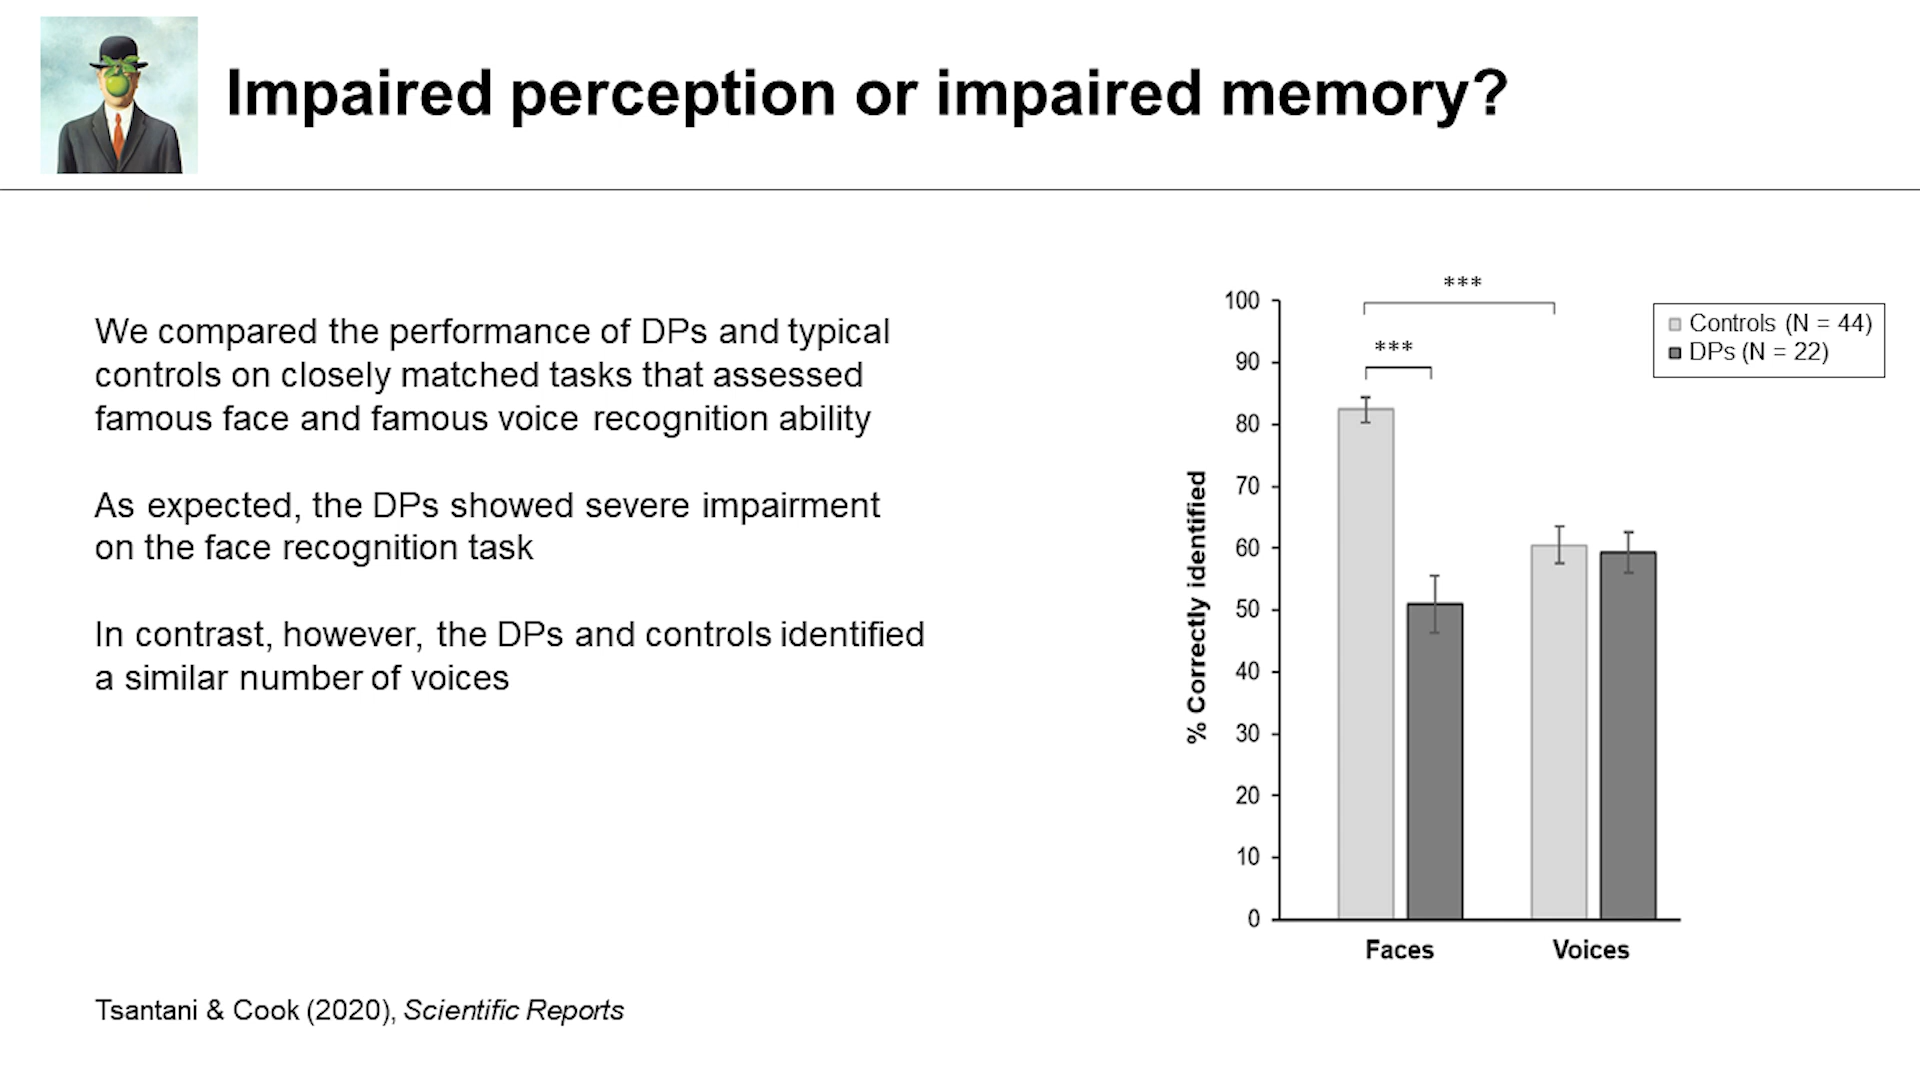 Impaired perception or impaired memory?
We compared the performance of DPs and typical
controls on closely matched tasks that assessed
famous face and famous voice recognition ability
As expected, the DPs showed severe impairment
on the face recognition task
In contrast, however, the DPs and controls identified
a similar number of voices
Tsantani & Cook (2020), Scientific Reports
% Correctly identified
100
90
80
70
60
50
40
30
20
10
0
***
***
Faces
Voices
Controls (N = 44)
DPs (N = 22)